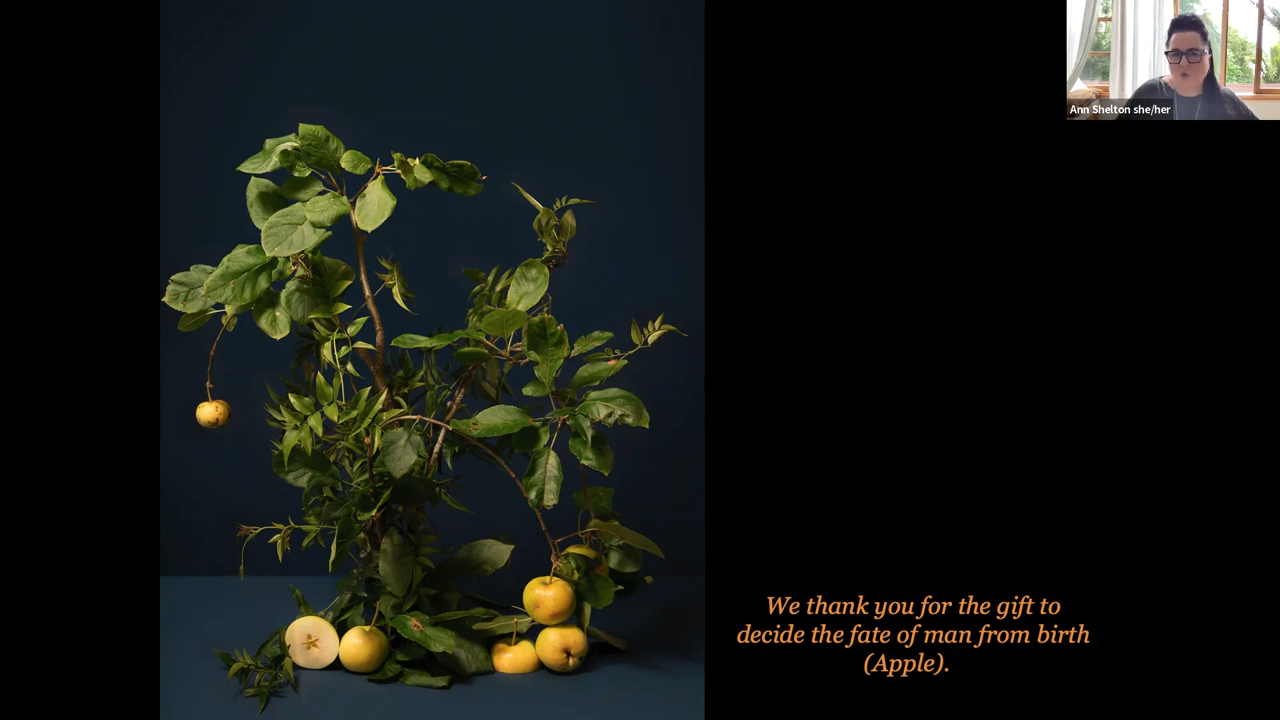 Ann Shelton she/her
We thank you for the gift to
decide the fate of man from birth
(Apple).